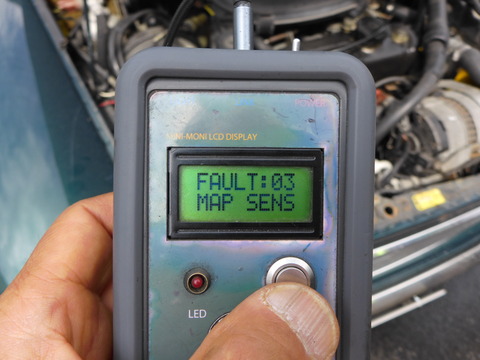 MINI-MONI LCD DISPLAY
FAULT:03
MAP SENS
LED